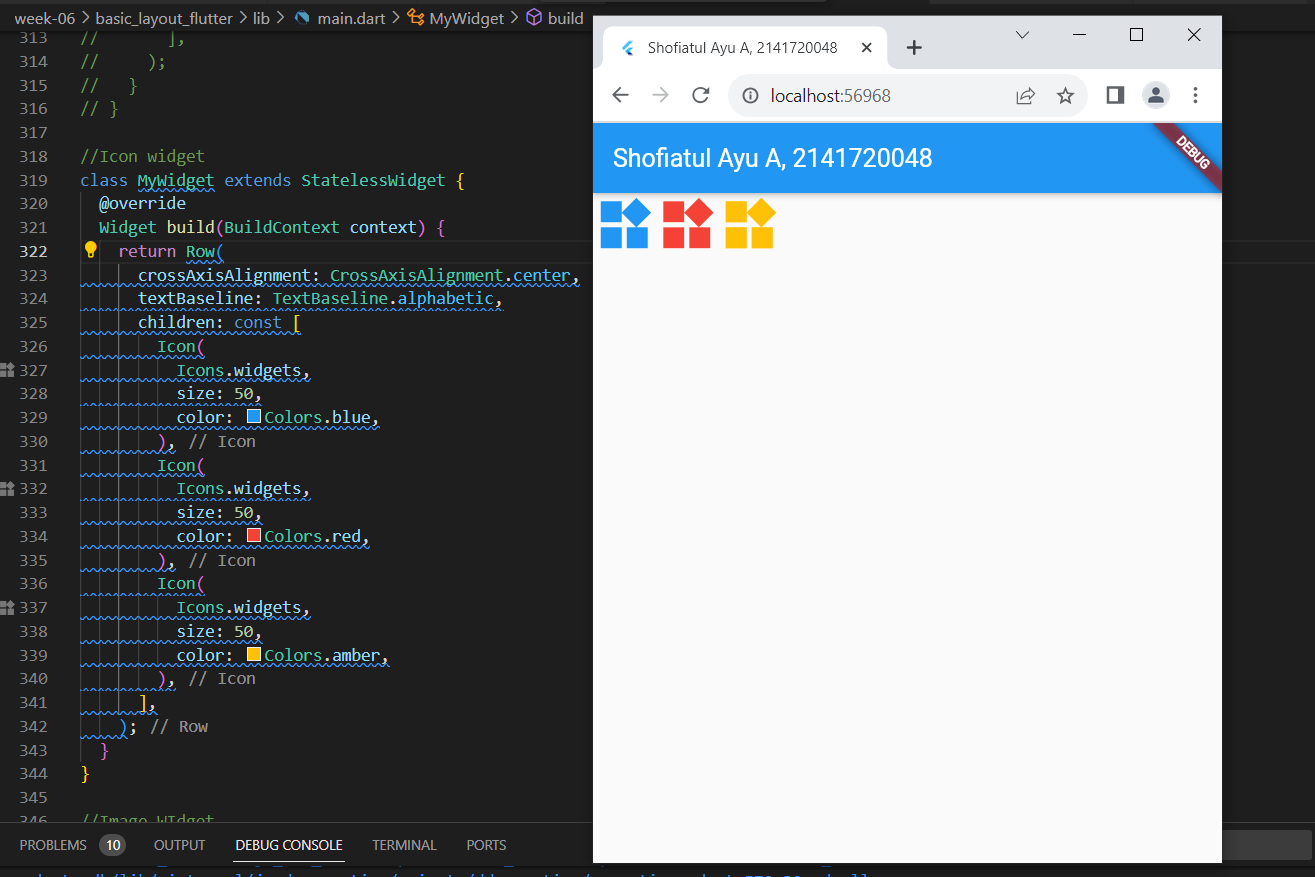 week-06 > basic_layout_flutter > lib > main.dart > MyWidget > build
313 // ],
314 // );
315 // }
316 // }
317
318 //Icon widget
319 class MyWidget extends StatelessWidget {
320 @override
321 Widget build(BuildContext context) {
322 return Row(
323 crossAxisAlignment: CrossAxisAlignment.center,
324 textBaseline: TextBaseline.alphabetic,
325 children: const [
326 Icon(
327 Icons.widgets,
328 size: 50,
329 color: Colors.blue,
330 ), // Icon
331 Icon(
332 Icons.widgets,
333 size: 50,
334 color: Colors.red,
335 ), // Icon
336 Icon(
337 Icons.widgets,
338 size: 50,
339 color: Colors.amber,
340 ), // Icon
341 ],
342 ); // Row
343 }
344 }
345
346 //Image WIdget
PROBLEMS 10 OUTPUT DEBUG CONSOLE TERMINAL PORTS
Shofiatul Ayu A, 2141720048
localhost:56968
Shofiatul Ayu A, 2141720048
DEBUG